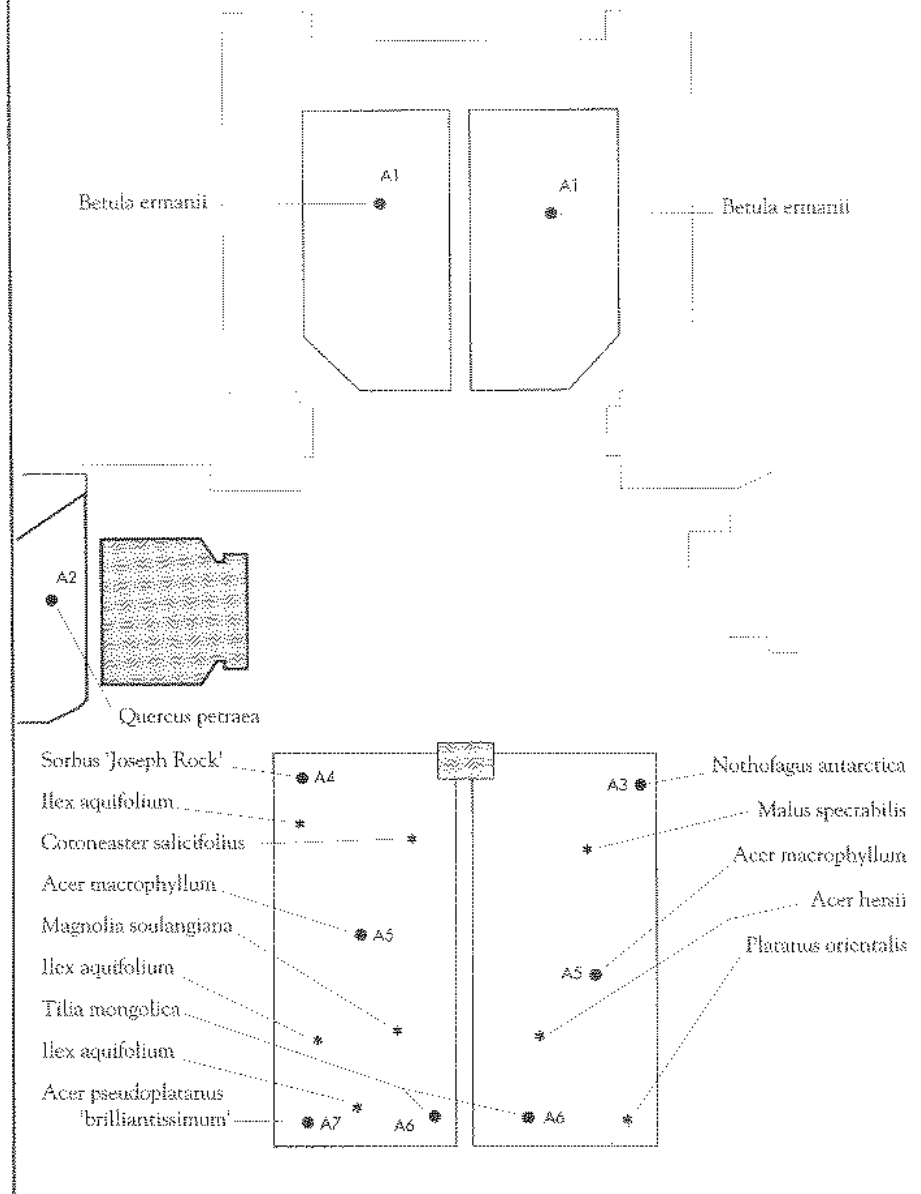 A1
A1
Betula ermanii
Betula ermanii
A2
Quercus petraea
Sorbus 'Joseph Rock'
A4
A3
Nothofagus antarctica
Ilex aquifolium
Malus spectabilis
Cotoneaster salicifolius
Acer macrophyllum
Acer macrophyllum
Acer hersii
Magnolia soulangiana
A5
Platanus orientalis
Ilex aquifolium
A5
Tilia mongolica
Ilex aquifolium
Acer pseudoplatanus
'brilliantissimum'
A7
A6
A6